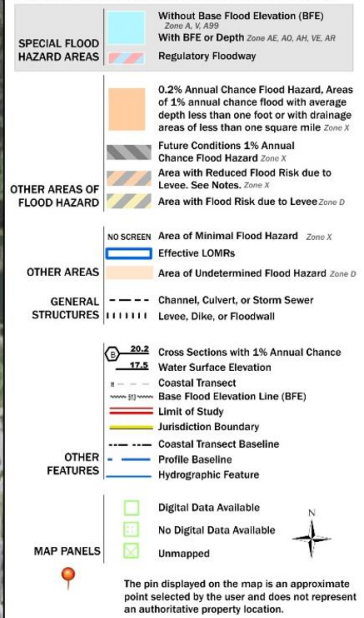 Without Base Flood Elevation (BFE)
Zone A, V, A99
With BFE or Depth Zone AE, AO, AH, VE, AR
SPECIAL FLOOD
HAZARD AREAS
Regulatory Floodway
0.2% Annual Chance Flood Hazard, Areas
of 1% annual chance flood with average
depth less than one foot or with drainage
areas of less than one square mile Zone X
Future Conditions 1% Annual
Chance Flood Hazard Zone X
Area with Reduced Flood Risk due to
Levee. See Notes. Zone X
OTHER AREAS OF
FLOOD HAZARD
Area with Flood Risk due to Levee Zone D
NO SCREEN Area of Minimal Flood Hazard Zone X
Effective LOMRs
OTHER AREAS
Area of Undetermined Flood Hazard Zone D
GENERAL
STRUCTURES
Channel, Culvert, or Storm Sewer
Levee, Dike, or Floodwall
B 20.2 Cross Sections with 1% Annual Chance
17.5 Water Surface Elevation
8 Coastal Transect
513 Base Flood Elevation Line (BFE)
Limit of Study
Jurisdiction Boundary
Coastal Transect Baseline
OTHER
FEATURES
Profile Baseline
Hydrographic Feature
Digital Data Available
No Digital Data Available
Unmapped
MAP PANELS
N
The pin displayed on the map is an approximate
point selected by the user and does not represent
an authoritative property location.